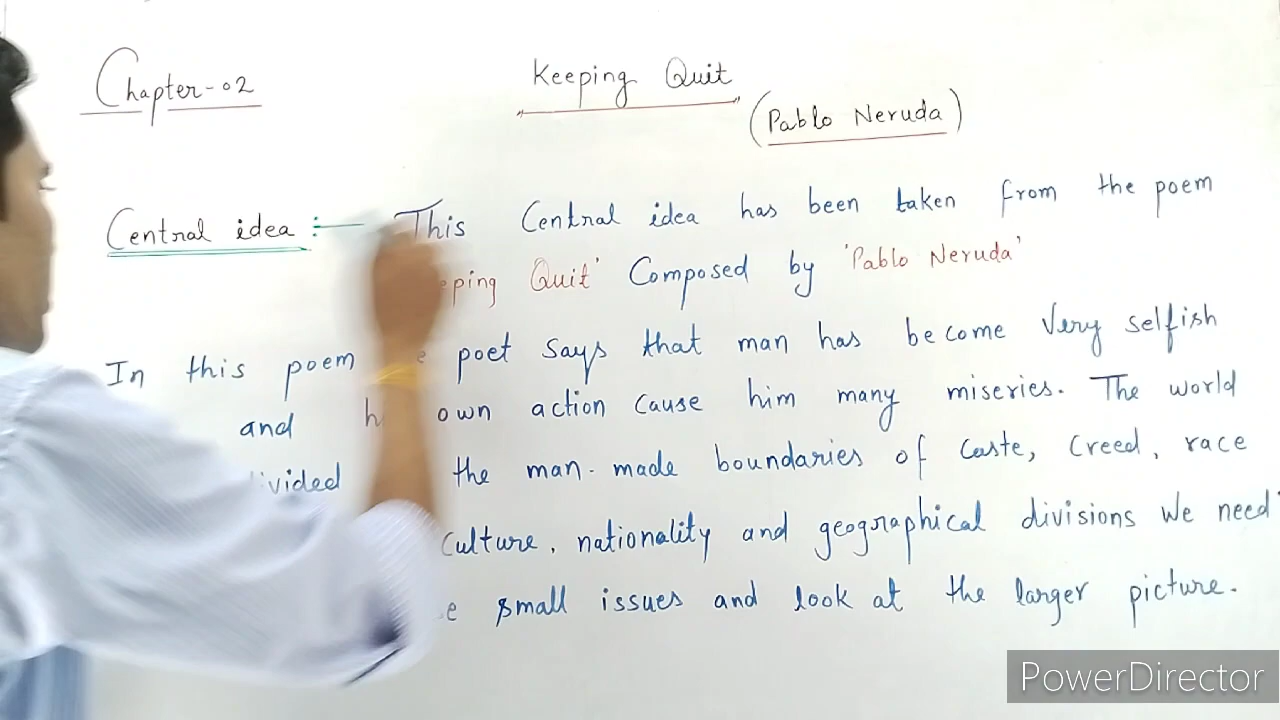 Chapter-02
Keeping Quit
(Pablo Neruda)
Central idea :— This Central idea has been taken from the poem
eping Quit' Composed by 'Pablo Neruda'
In this poem poet says that man has become Very selfish
and own action cause him many miseries. The world
ivided the man-made boundaries of Caste, Creed, race
Culture, nationality and geographical divisions We need
small issues and look at the larger picture.
PowerDirector